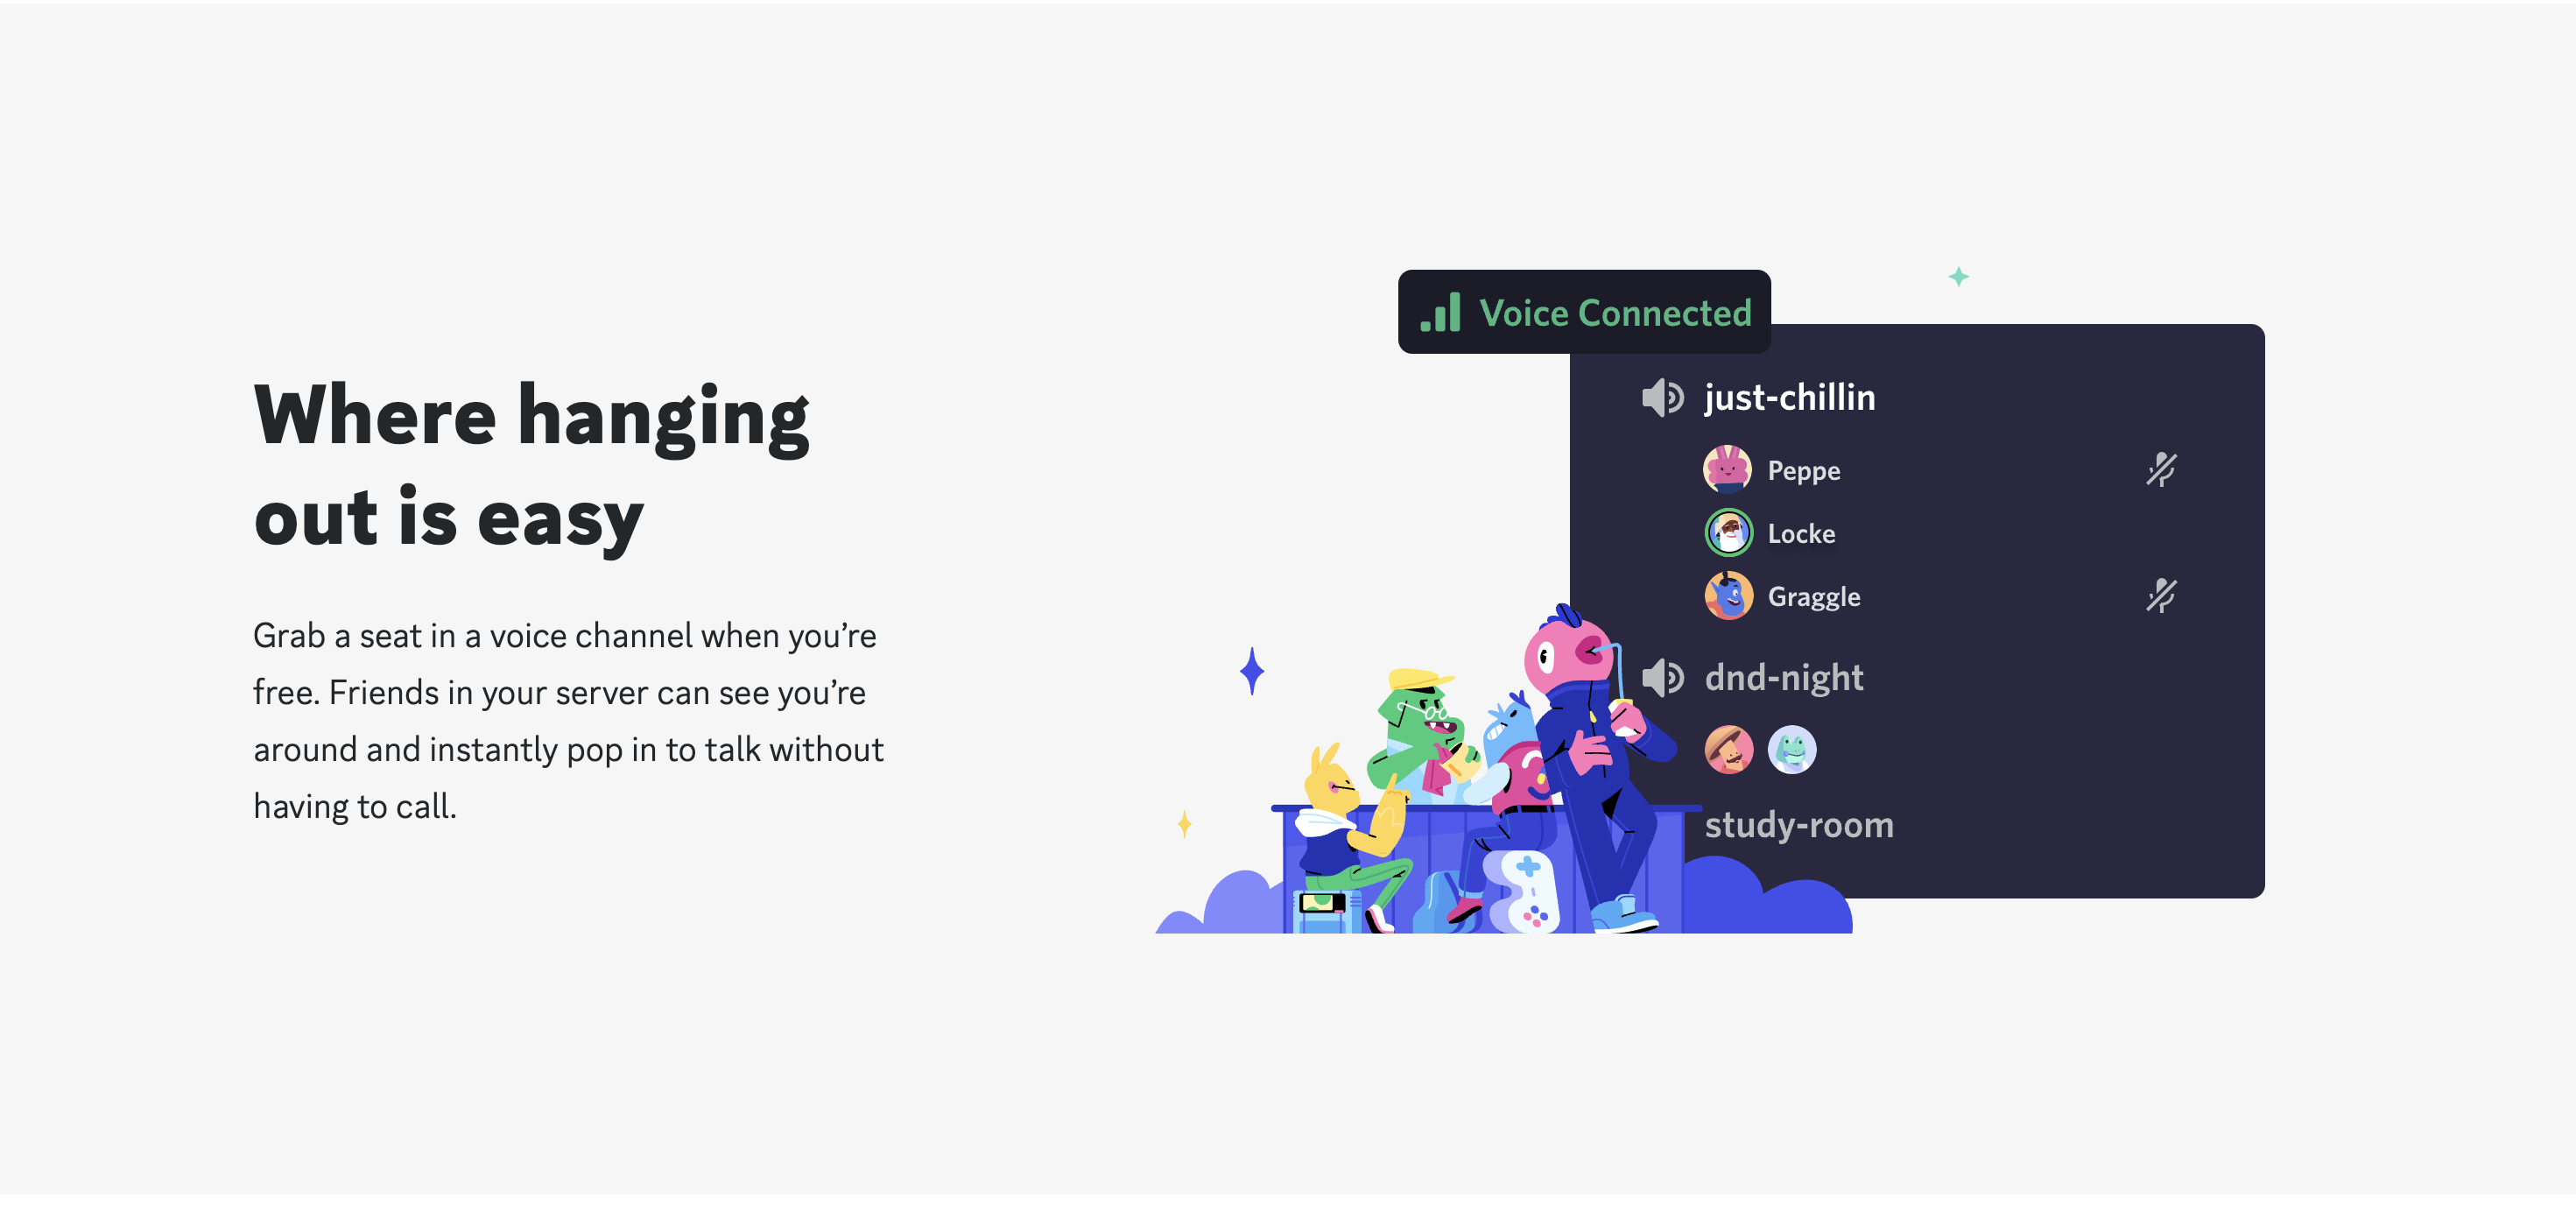 Where hanging
out is easy
Grab a seat in a voice channel when you’re
free. Friends in your server can see you’re
around and instantly pop in to talk without
having to call.
Voice Connected
just-chillin
Peppe
Locke
Graggle
dnd-night
study-room